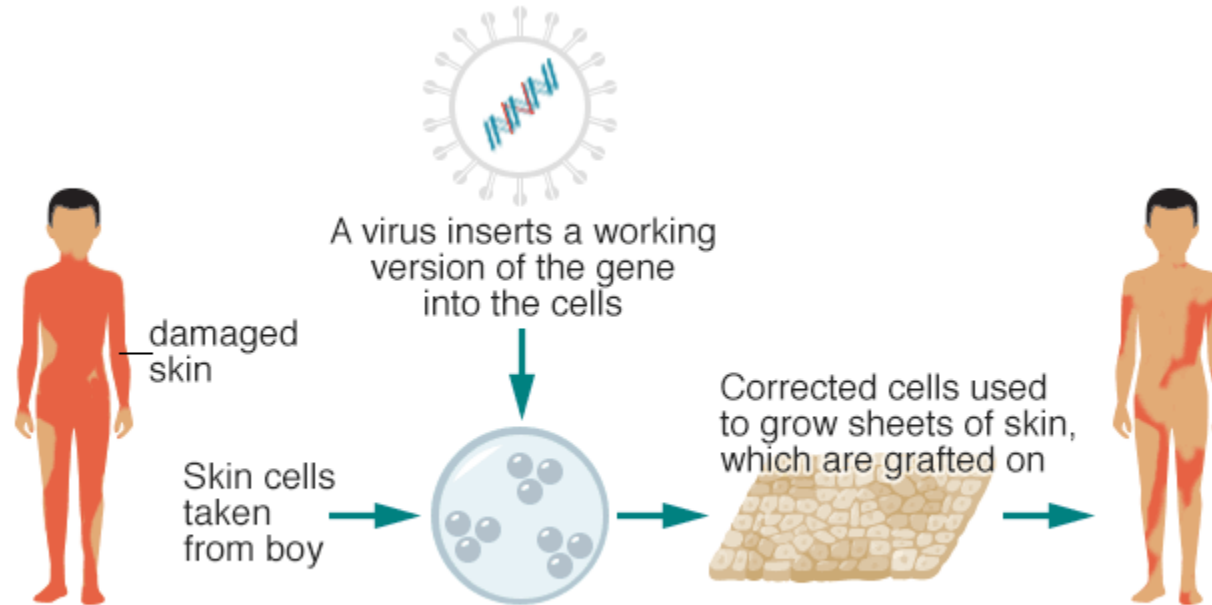 A virus inserts a working
version of the gene
into the cells
damaged
skin
Skin cells
taken
from boy
Corrected cells used
to grow sheets of skin,
which are grafted on